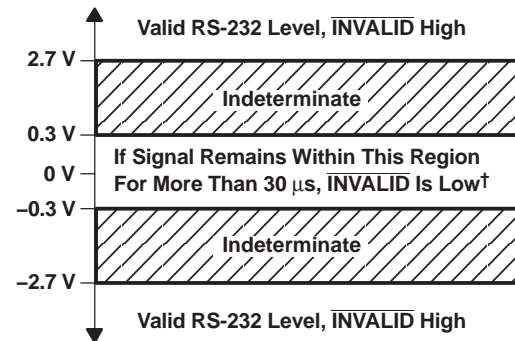 Valid RS-232 Level, INVALID High
2.7 V
Indeterminate
0.3 V
If Signal Remains Within This Region
0 V
For More Than 30 μs, INVALID Is Low†
−0.3 V
Indeterminate
−2.7 V
Valid RS-232 Level, INVALID High